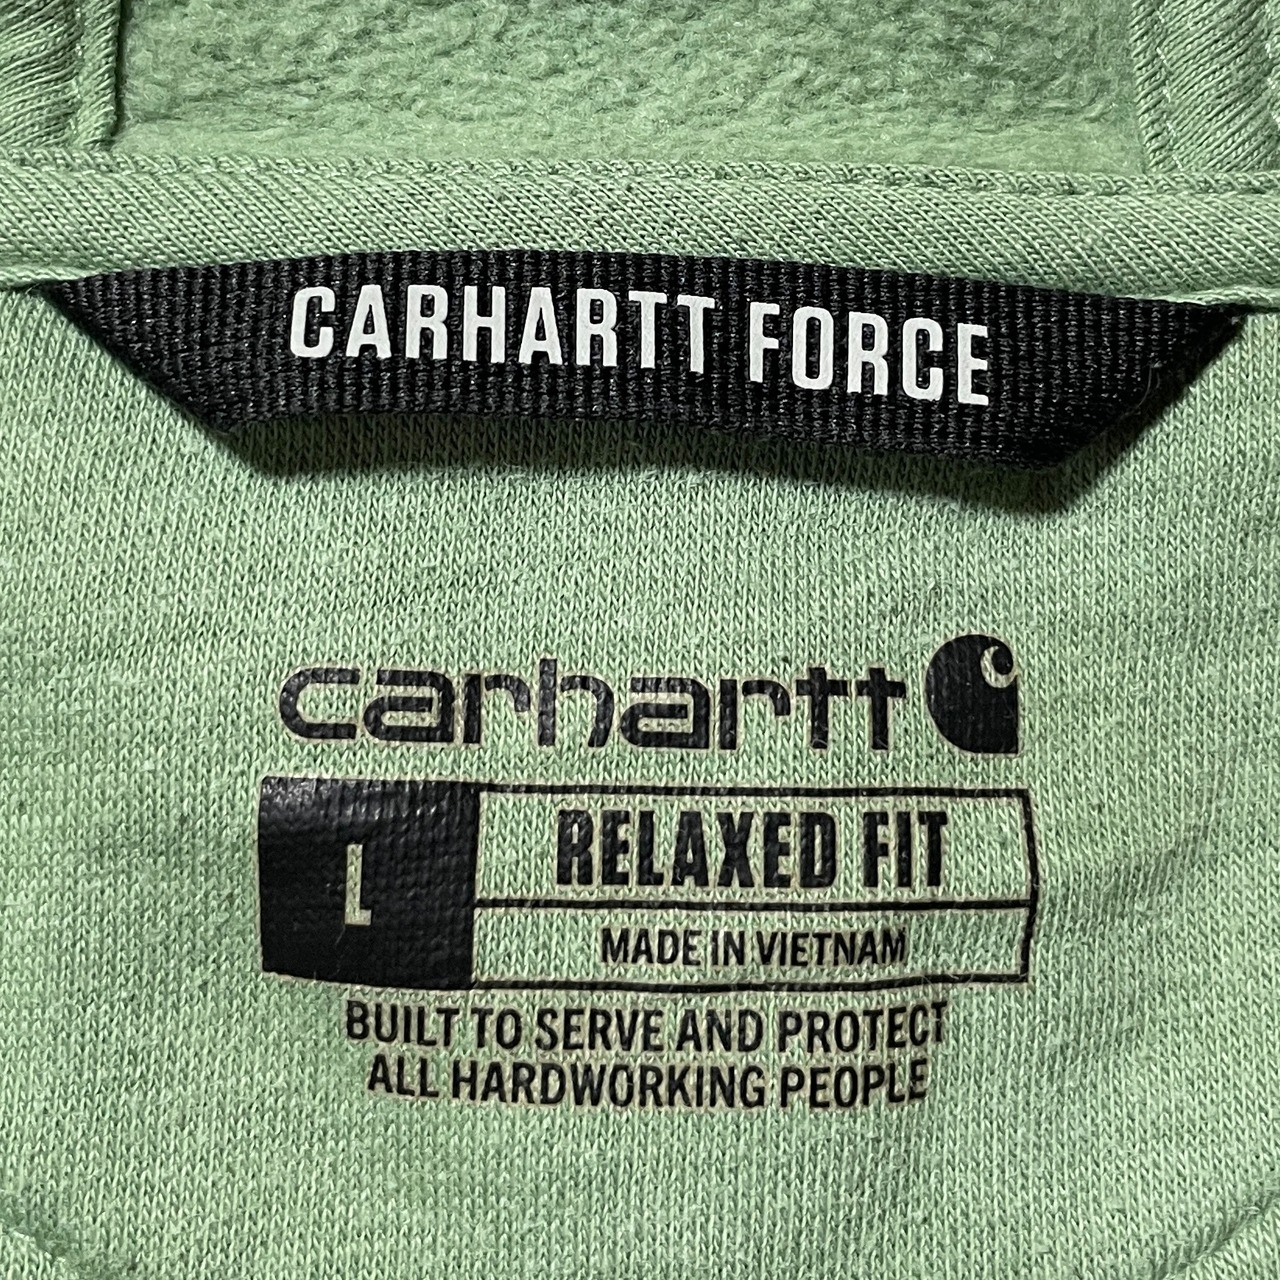 CARHARTT FORCE
carhartt
L
RELAXED FIT
MADE IN VIETNAM
BUILT TO SERVE AND PROTECT
ALL HARDWORKING PEOPLE